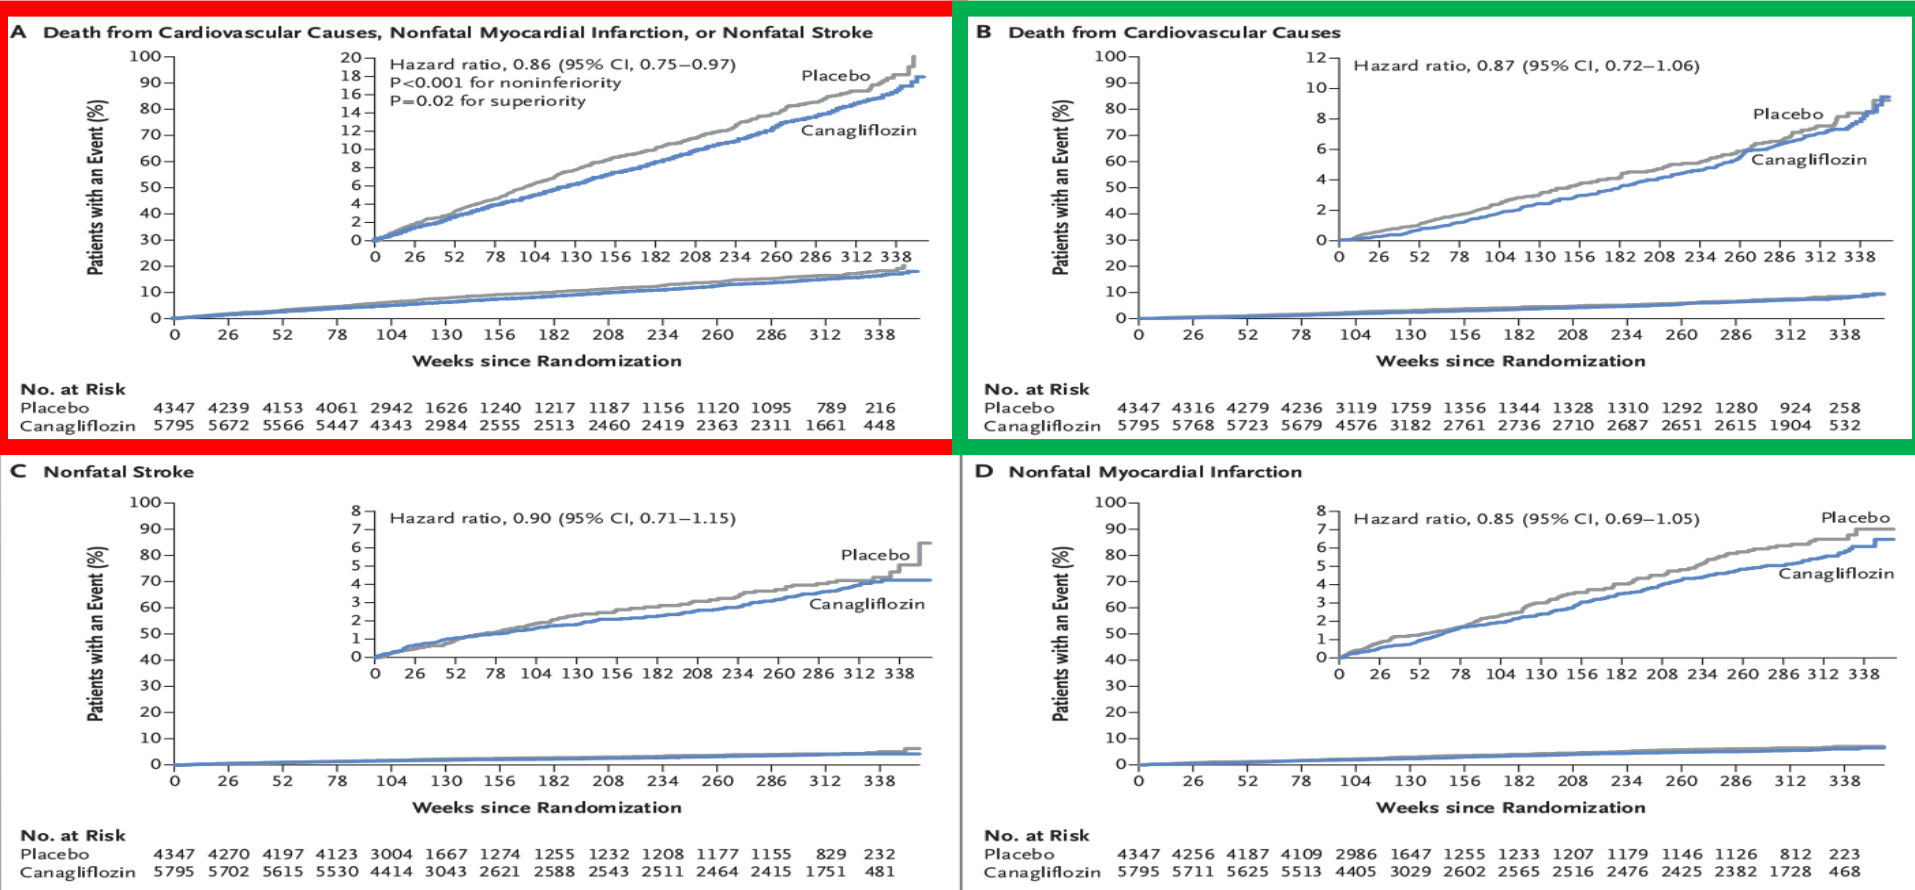 A Death from Cardiovascular Causes, Nonfatal Myocardial Infarction, or Nonfatal Stroke
Patients with an Event (%)
100
90
80
70
60
50
40
30
20
10
0
20
18
16
14
12
10
8
6
4
2
0
Hazard ratio, 0.86 (95% CI, 0.75–0.97)
P<0.001 for noninferiority
P=0.02 for superiority
Placebo
Canagliflozin
0 26 52 78 104 130 156 182 208 234 260 286 312 338
0 26 52 78 104 130 156 182 208 234 260 286 312 338
Weeks since Randomization
No. at Risk
Placebo 4347 4239 4153 4061 2942 1626 1240 1217 1187 1156 1120 1095 789 216
Canagliflozin 5795 5672 5566 5447 4343 2984 2555 2513 2460 2419 2363 2311 1661 448
B Death from Cardiovascular Causes
Patients with an Event (%)
100
90
80
70
60
50
40
30
20
10
0
12
10
8
6
4
2
0
Hazard ratio, 0.87 (95% CI, 0.72–1.06)
Placebo
Canagliflozin
0 26 52 78 104 130 156 182 208 234 260 286 312 338
0 26 52 78 104 130 156 182 208 234 260 286 312 338
Weeks since Randomization
No. at Risk
Placebo 4347 4316 4279 4236 3119 1759 1356 1344 1328 1310 1292 1280 924 258
Canagliflozin 5795 5768 5723 5679 4576 3182 2761 2736 2710 2687 2651 2615 1904 532
C Nonfatal Stroke
Patients with an Event (%)
100
90
80
70
60
50
40
30
20
10
0
8
7
6
5
4
3
2
1
0
Hazard ratio, 0.90 (95% CI, 0.71–1.15)
Placebo
Canagliflozin
0 26 52 78 104 130 156 182 208 234 260 286 312 338
0 26 52 78 104 130 156 182 208 234 260 286 312 338
Weeks since Randomization
No. at Risk
Placebo 4347 4270 4197 4123 3004 1667 1274 1255 1232 1208 1177 1155 829 232
Canagliflozin 5795 5702 5615 5530 4414 3043 2621 2588 2543 2511 2464 2415 1751 481
D Nonfatal Myocardial Infarction
Patients with an Event (%)
100
90
80
70
60
50
40
30
20
10
0
8
7
6
5
4
3
2
1
0
Hazard ratio, 0.85 (95% CI, 0.69–1.05)
Placebo
Canagliflozin
0 26 52 78 104 130 156 182 208 234 260 286 312 338
0 26 52 78 104 130 156 182 208 234 260 286 312 338
Weeks since Randomization
No. at Risk
Placebo 4347 4256 4187 4109 2986 1647 1255 1233 1207 1179 1146 1126 812 223
Canagliflozin 5795 5711 5625 5513 4405 3029 2602 2565 2516 2476 2425 2382 1728 468